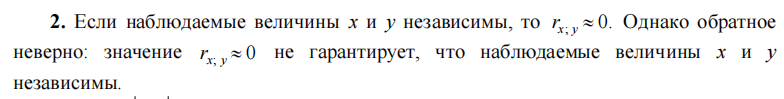 2. Если наблюдаемые величины x и y независимы, то r_{x; y} ≈ 0. Однако обратное
неверно: значение r_{x; y} ≈ 0 не гарантирует, что наблюдаемые величины x и y
независимы.